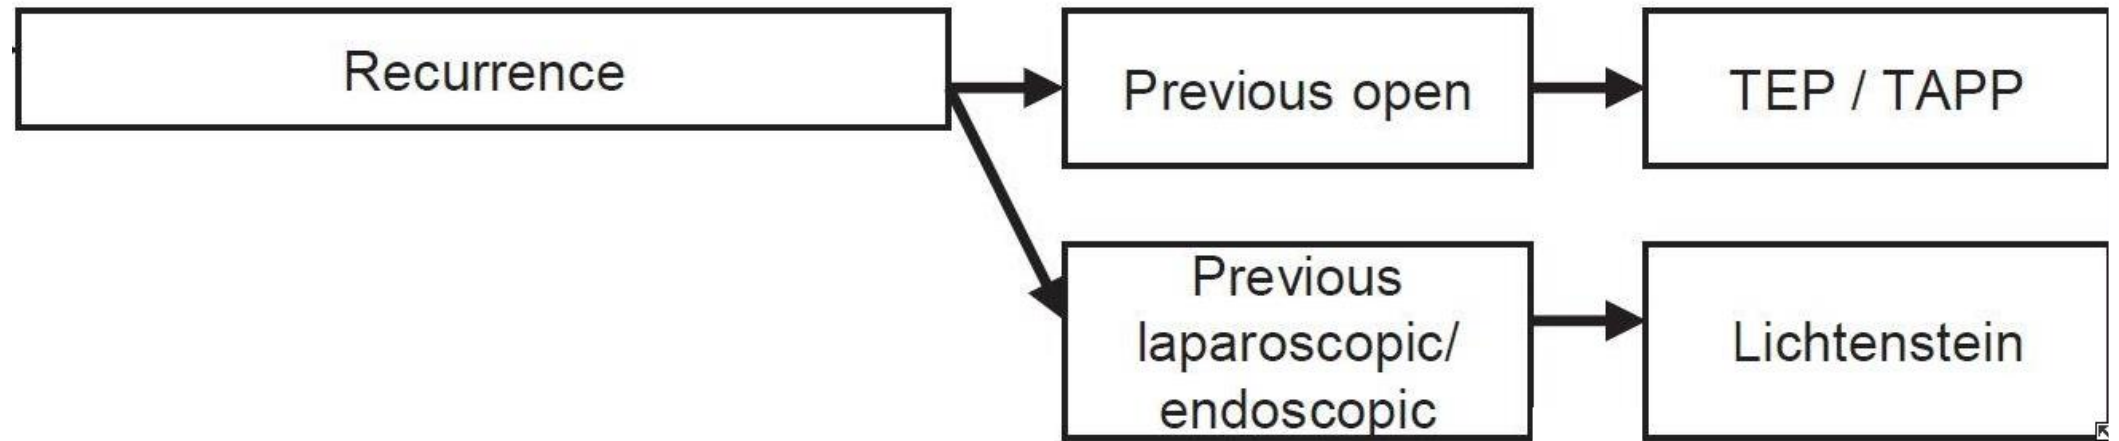 Recurrence
Previous open
TEP / TAPP
Previous
laparoscopic/
endoscopic
Lichtenstein